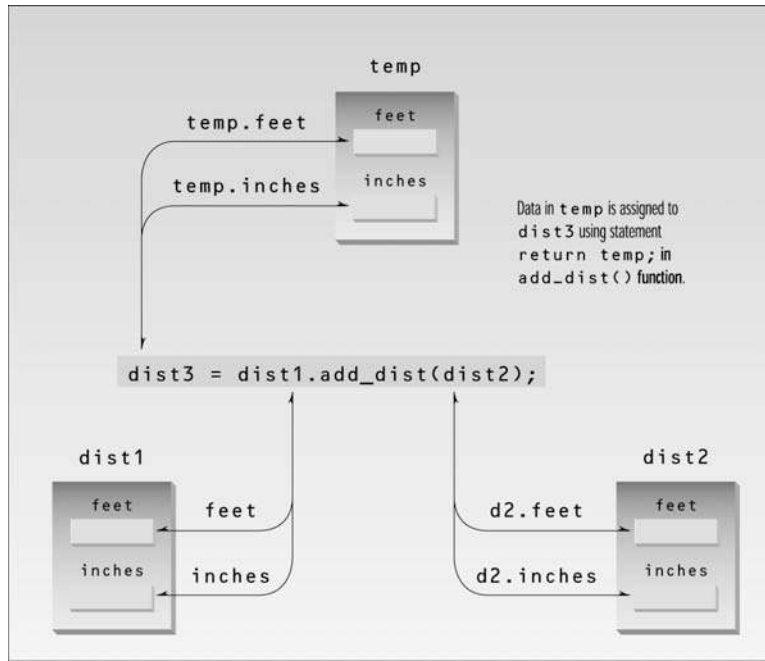 temp
feet
temp.feet
inches
temp.inches
Data in temp is assigned to
dist3 using statement
return temp; in
add_dist() function.
dist3 = dist1.add_dist(dist2);
dist1
feet
feet
inches
inches
dist2
feet
d2.feet
inches
d2.inches